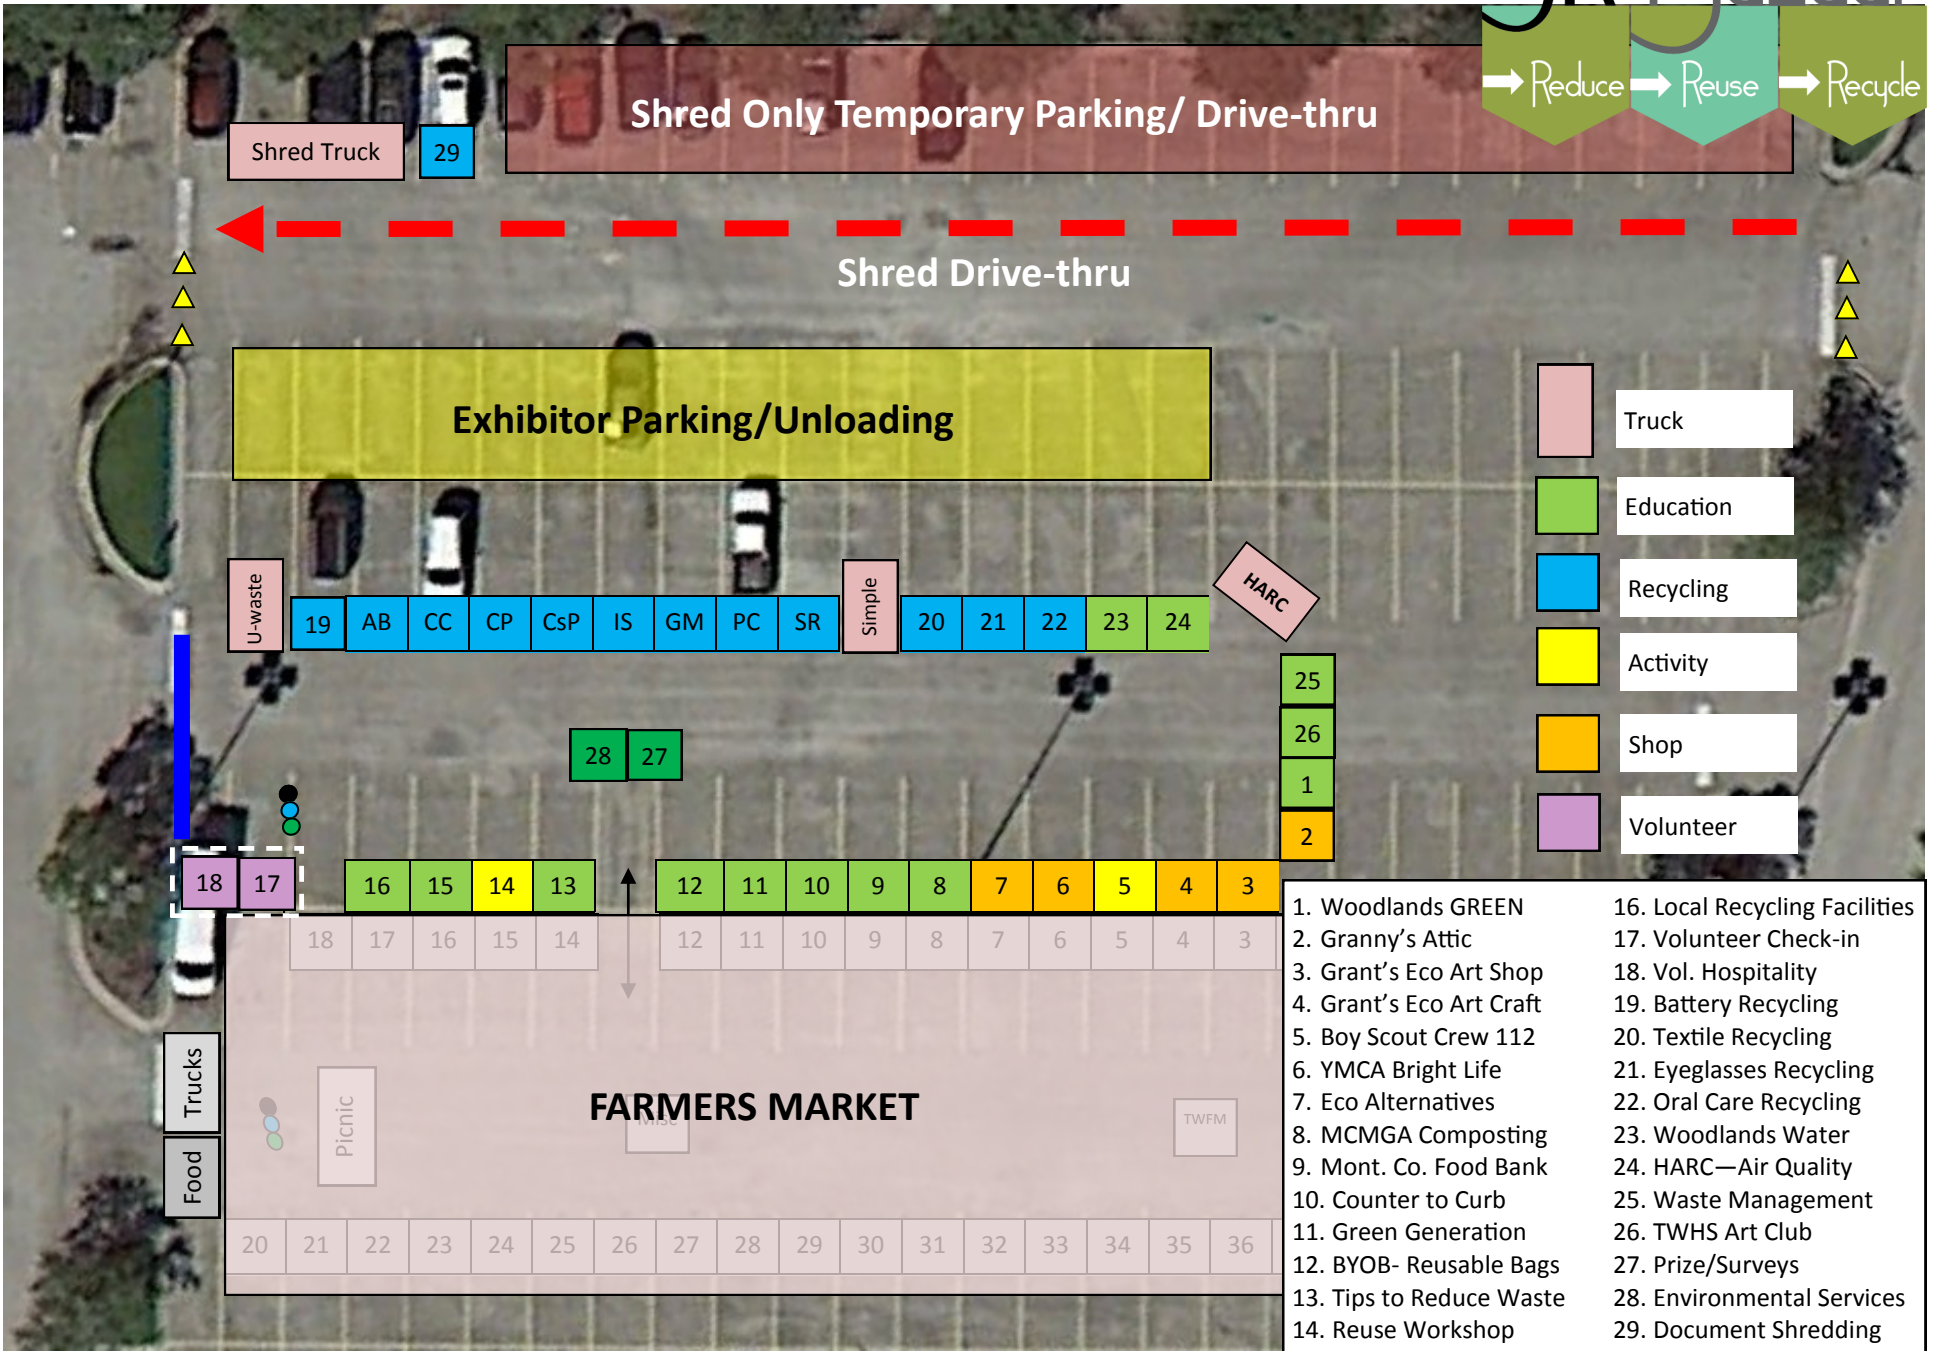 Reduce
Reuse
Recycle
Shred Only Temporary Parking/ Drive-thru
Shred Truck
29
Shred Drive-thru
Exhibitor Parking/Unloading
Truck
Education
Recycling
Activity
Shop
Volunteer
U-waste
19 AB CC CP CsP IS GM PC SR
Simple
20 21 22 23 24
HARC
25
26
1
2
28 27
18 17
16 15 14 13
12 11 10 9 8 7 6 5 4 3
18 17 16 15 14
12 11 10 9 8 7 6 5 4 3
Trucks
Food
Picnic
FARMERS MARKET
Misc
TWFM
20 21 22 23 24 25 26 27 28 29 30 31 32 33 34 35 36
1. Woodlands GREEN
2. Granny's Attic
3. Grant's Eco Art Shop
4. Grant's Eco Art Craft
5. Boy Scout Crew 112
6. YMCA Bright Life
7. Eco Alternatives
8. MCMGA Composting
9. Mont. Co. Food Bank
10. Counter to Curb
11. Green Generation
12. BYOB- Reusable Bags
13. Tips to Reduce Waste
14. Reuse Workshop
16. Local Recycling Facilities
17. Volunteer Check-in
18. Vol. Hospitality
19. Battery Recycling
20. Textile Recycling
21. Eyeglasses Recycling
22. Oral Care Recycling
23. Woodlands Water
24. HARC—Air Quality
25. Waste Management
26. TWHS Art Club
27. Prize/Surveys
28. Environmental Services
29. Document Shredding